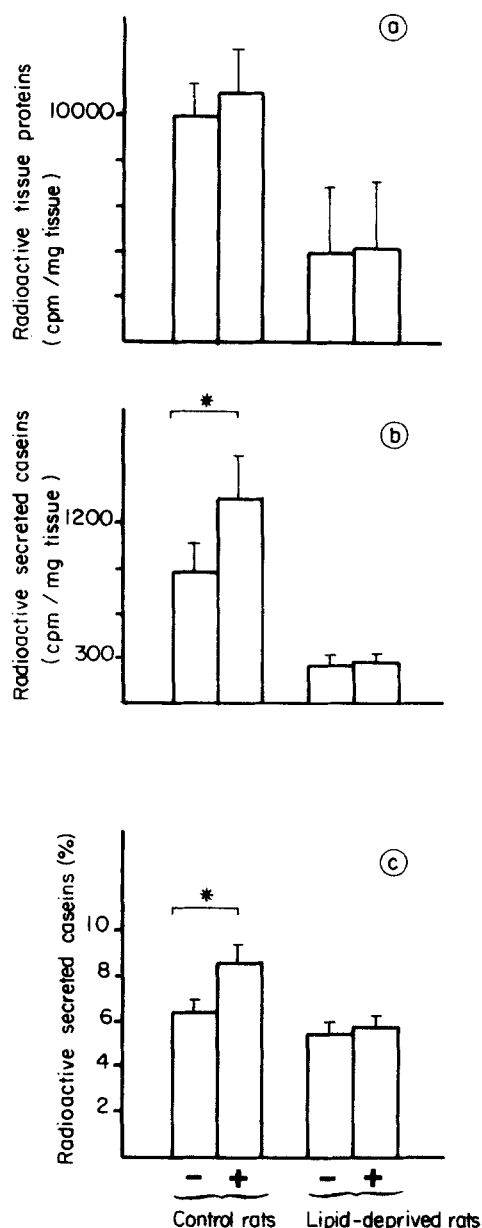 a
Radioactive tissue proteins
(cpm/mg tissue)
10000
b
*
Radioactive secreted caseins
(cpm/mg tissue)
1200
300
c
*
Radioactive secreted caseins (%)
10
8
6
4
2
- + - +
Control rats Lipid-deprived rats